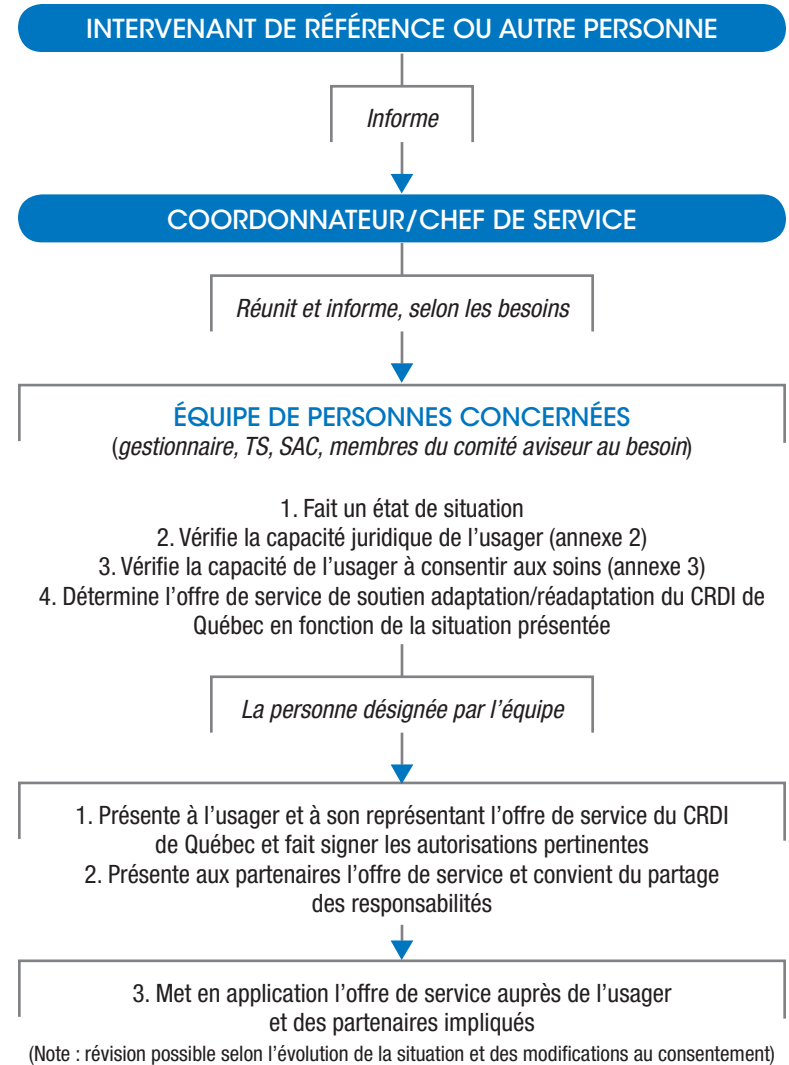 INTERVENANT DE RÉFÉRENCE OU AUTRE PERSONNE
Informe
COORDONNATEUR/CHEF DE SERVICE
Réunit et informe, selon les besoins
ÉQUIPE DE PERSONNES CONCERNÉES
(gestionnaire, TS, SAC, membres du comité aviseur au besoin)
1. Fait un état de situation
2. Vérifie la capacité juridique de l’usager (annexe 2)
3. Vérifie la capacité de l’usager à consentir aux soins (annexe 3)
4. Détermine l’offre de service de soutien adaptation/réadaptation du CRDI de
Québec en fonction de la situation présentée
La personne désignée par l’équipe
1. Présente à l’usager et à son représentant l’offre de service du CRDI
de Québec et fait signer les autorisations pertinentes
2. Présente aux partenaires l’offre de service et convient du partage
des responsabilités
3. Met en application l’offre de service auprès de l’usager
et des partenaires impliqués
(Note : révision possible selon l’évolution de la situation et des modifications au consentement)